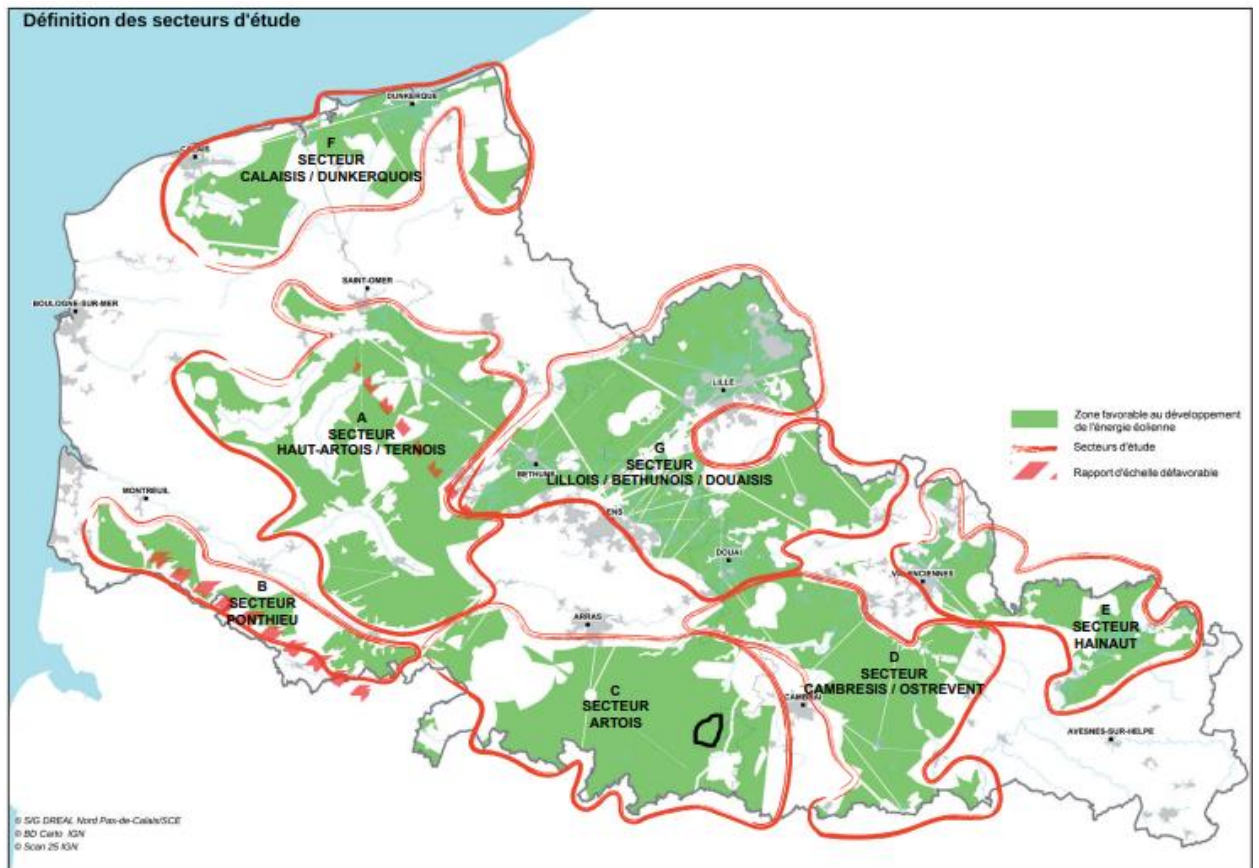 Définition des secteurs d'étude
DUNKERQUE
CALAIS
F
SECTEUR
CALAISIS / DUNKERQUOIS
SAINT-OMER
BOULOGNE-SUR-MER
LILLE
A
SECTEUR
HAUT-ARTOIS / TERNOIS
G
SECTEUR
LILLOIS / BETHUNOIS / DOUAISIS
BETHUNE
ENS
MONTREUIL
DOUAI
VALENCIENNES
B
SECTEUR
PONTHIEU
ARRAS
E
SECTEUR
HAINAUT
D
SECTEUR
CAMBRESIS / OSTREVENT
C
SECTEUR
ARTOIS
CAMBRAI
AVESNES-SUR-HELPE
Zone favorable au développement
de l'énergie éolienne
Secteurs d'étude
Rapport d'échelle défavorable
© SIG DREAL Nord Pas-de-Calais/SCE
© BD Carto IGN
© Scan 25 IGN